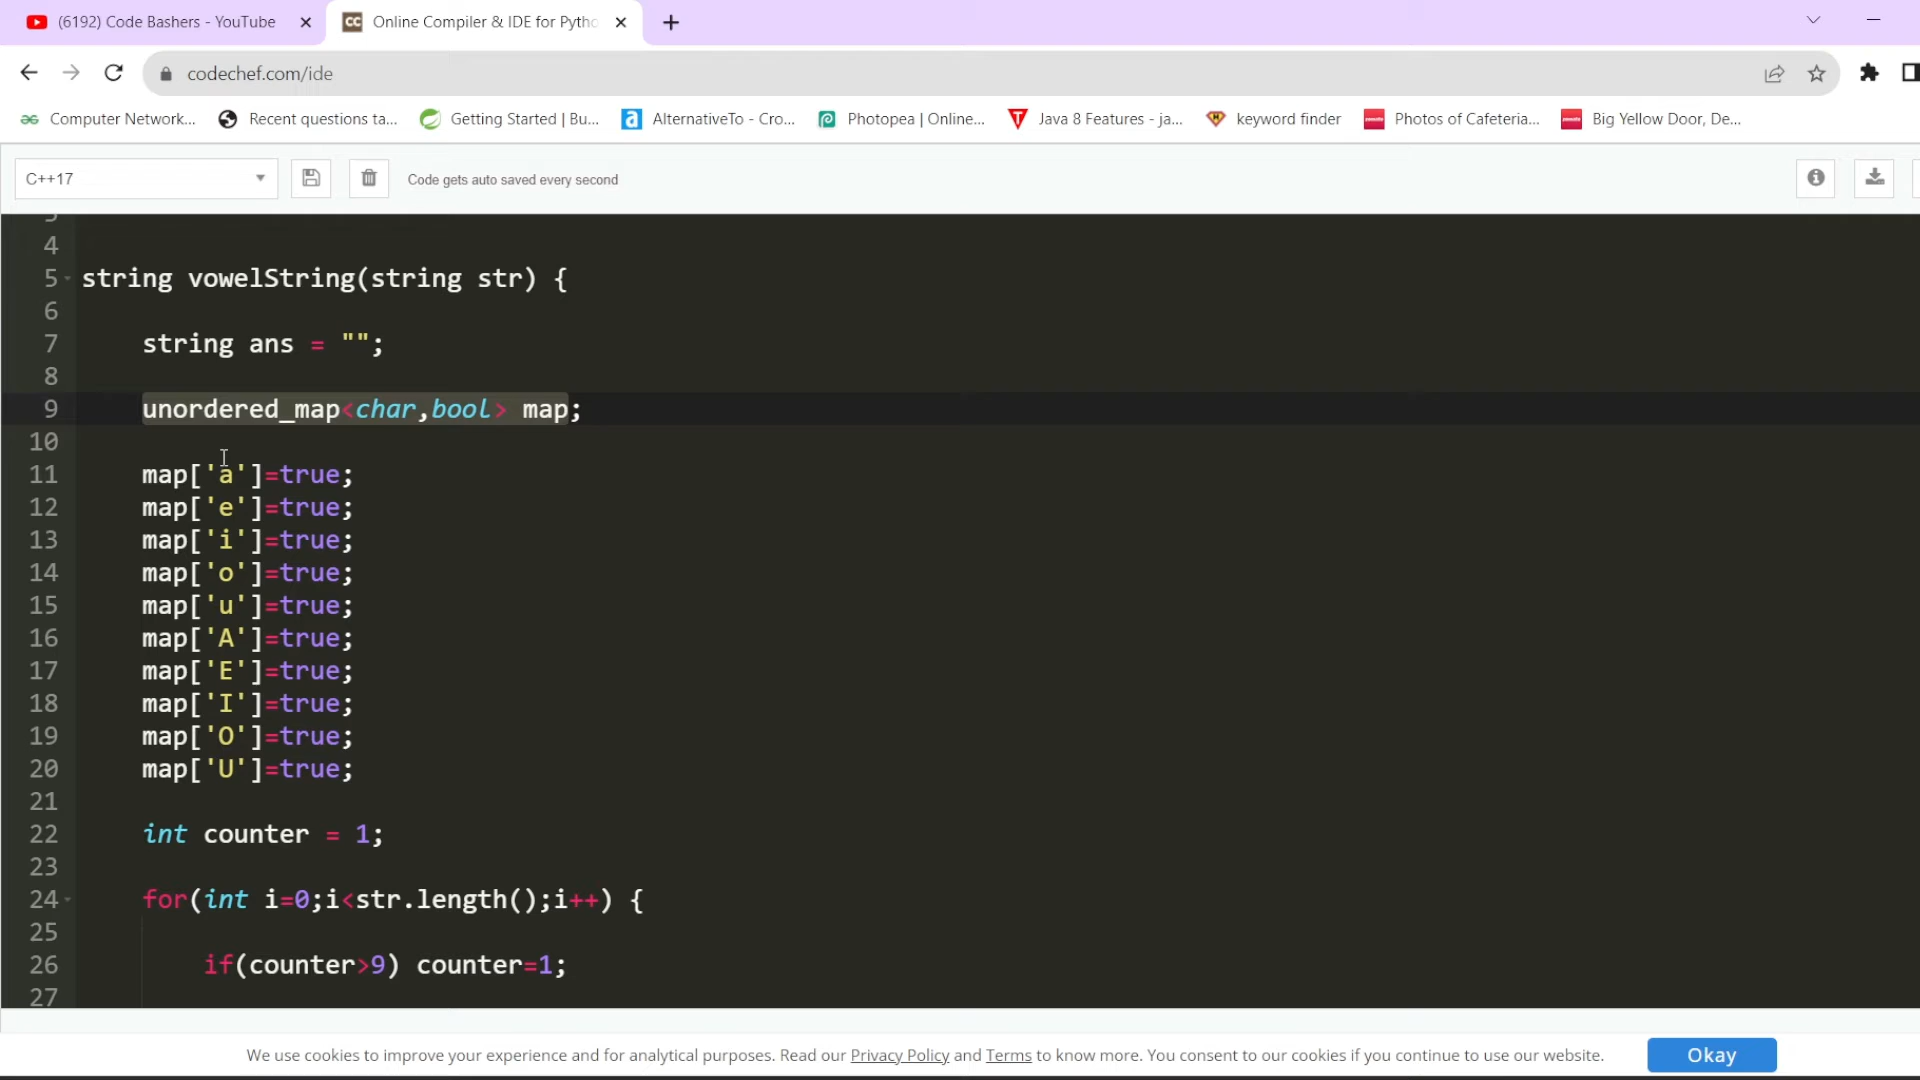 (6192) Code Bashers - YouTube
CC Online Compiler & IDE for Pytho
codechef.com/ide
Computer Network...
Recent questions ta...
Getting Started | Bu...
a AlternativeTo - Cro...
Photopea | Online...
Java 8 Features - ja...
keyword finder
Photos of Cafeteria...
Big Yellow Door, De...
C++17
Code gets auto saved every second
4
5 string vowelString(string str) {
6
7 string ans = "";
8
9 unordered_map<char,bool> map;
10
11 map['a']=true;
12 map['e']=true;
13 map['i']=true;
14 map['o']=true;
15 map['u']=true;
16 map['A']=true;
17 map['E']=true;
18 map['I']=true;
19 map['O']=true;
20 map['U']=true;
21
22 int counter = 1;
23
24 for(int i=0;i<str.length();i++) {
25
26 if(counter>9) counter=1;
27
We use cookies to improve your experience and for analytical purposes. Read our Privacy Policy and Terms to know more. You consent to our cookies if you continue to use our website.
Okay